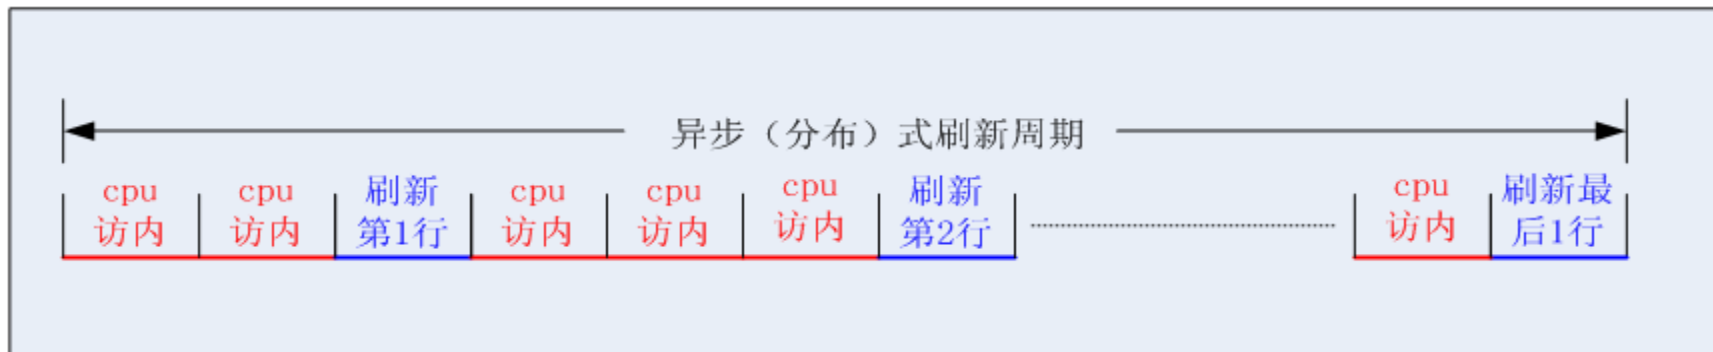 异步（分布）式刷新周期
cpu
访内
cpu
访内
刷新
第1行
cpu
访内
cpu
访内
cpu
访内
刷新
第2行
cpu
访内
刷新最
后1行